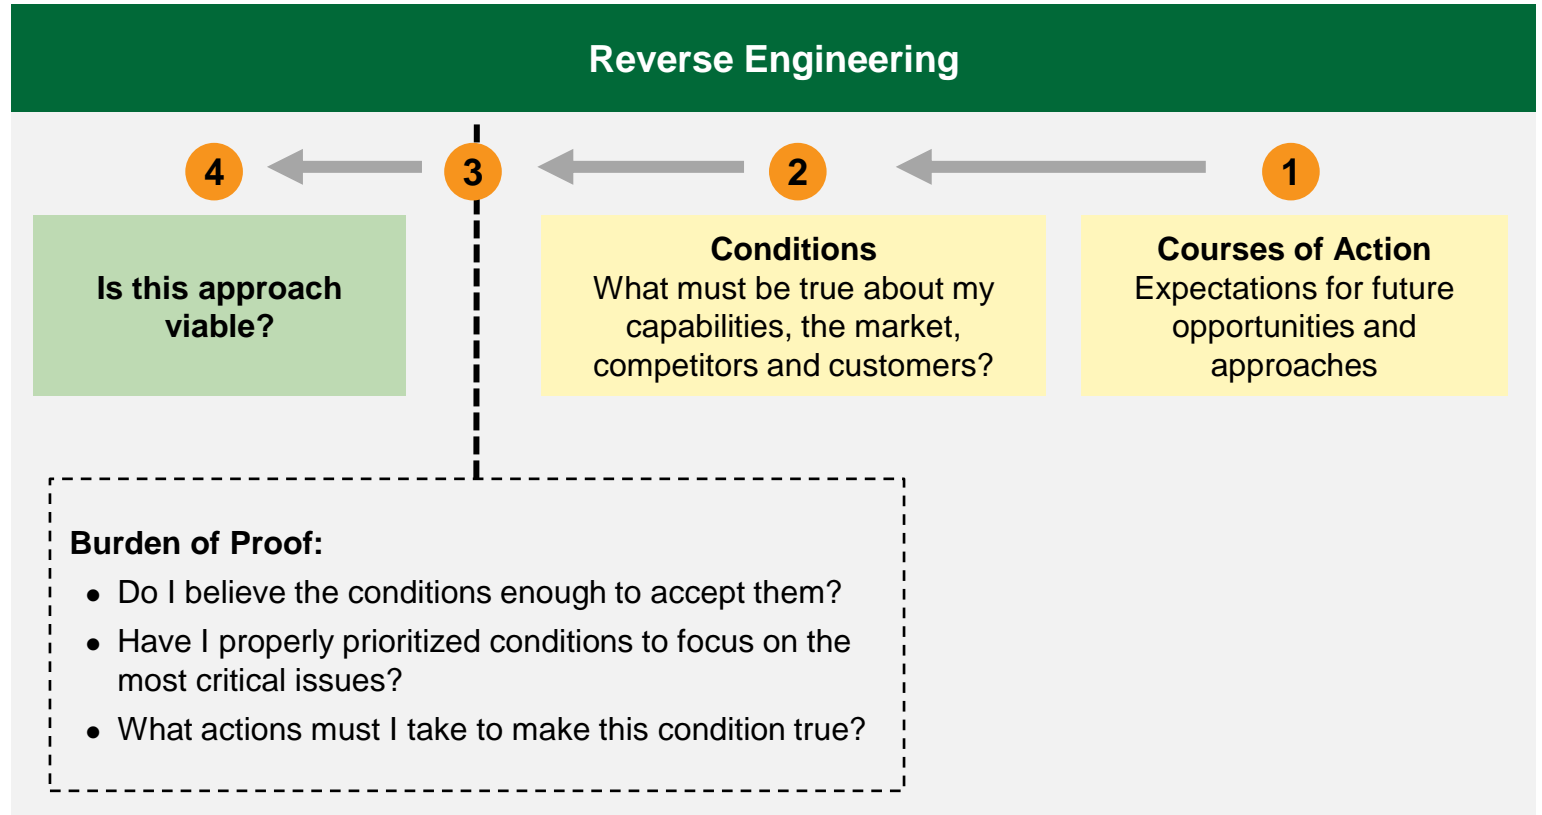 Reverse Engineering
4
3
2
1
Is this approach
viable?
Conditions
What must be true about my
capabilities, the market,
competitors and customers?
Courses of Action
Expectations for future
opportunities and
approaches
Burden of Proof:
● Do I believe the conditions enough to accept them?
● Have I properly prioritized conditions to focus on the
most critical issues?
● What actions must I take to make this condition true?